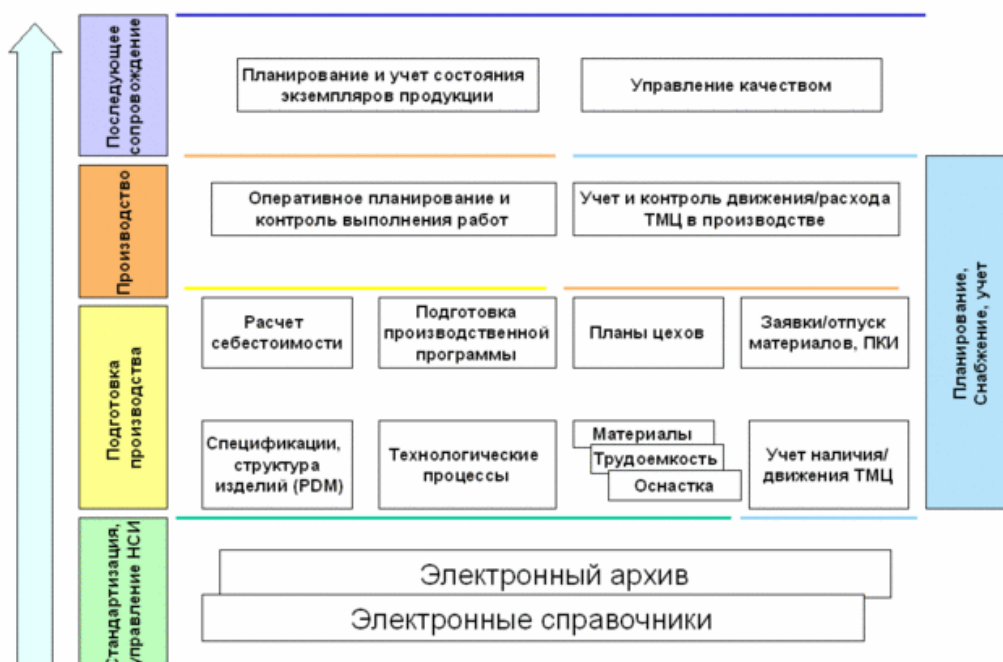 Последующее
сопровождение
Планирование и учет состояния
экземпляров продукции
Управление качеством
Производство
Оперативное планирование и
контроль выполнения работ
Учет и контроль движения/расхода
ТМЦ в производстве
Планирование,
Снабжение, учет
Подготовка
производства
Расчет
себестоимости
Подготовка
производственной
программы
Планы цехов
Заявки/отпуск
материалов, ПКИ
Спецификации,
структура
изделий (PDM)
Технологические
процессы
Материалы
Трудоемкость
Оснастка
Учет наличия/
движения ТМЦ
Стандартизация,
управление НСИ
Электронный архив
Электронные справочники